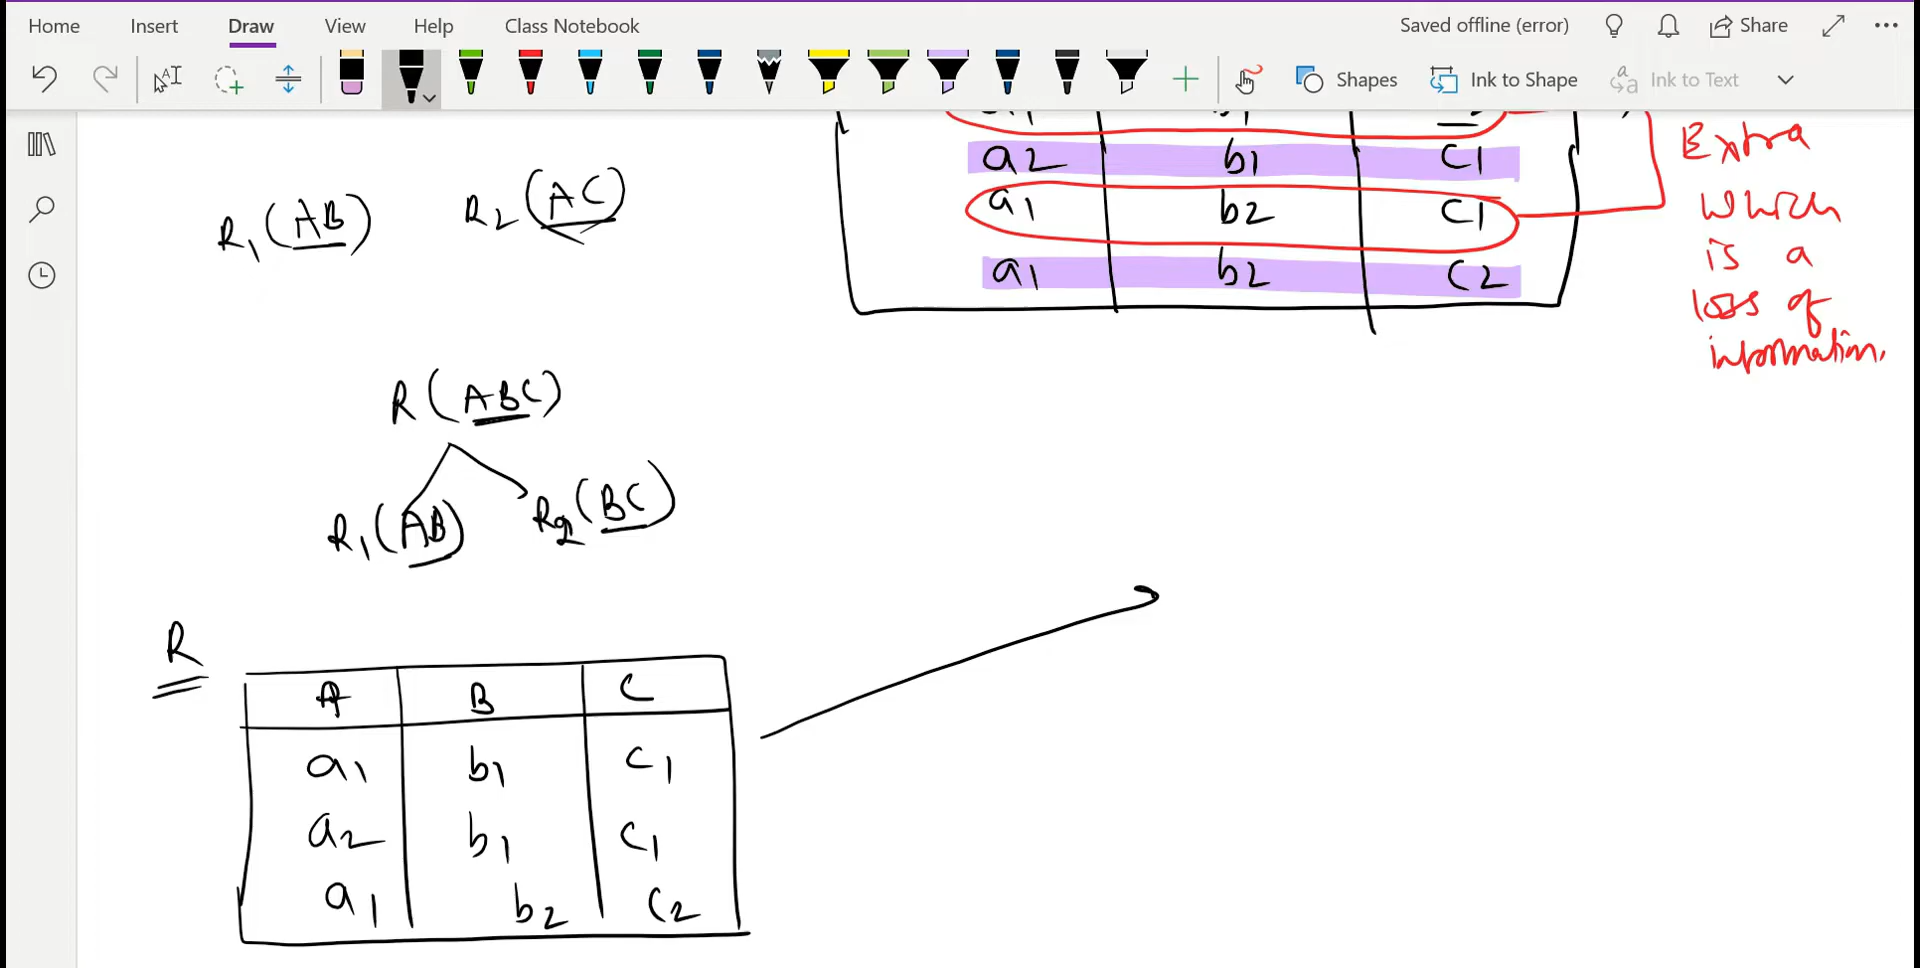 Home Insert Draw View Help Class Notebook Saved offline (error) Share
Shapes Ink to Shape Ink to Text
a2 b1 c1
a1 b2 c1
a1 b2 c2
Extra
which
is a
loss of
information.
R1(AB) R2(AC)
R(ABC)
R1(AB) R2(BC)
R
A B C
a1 b1 c1
a2 b1 c1
a1 b2 c2